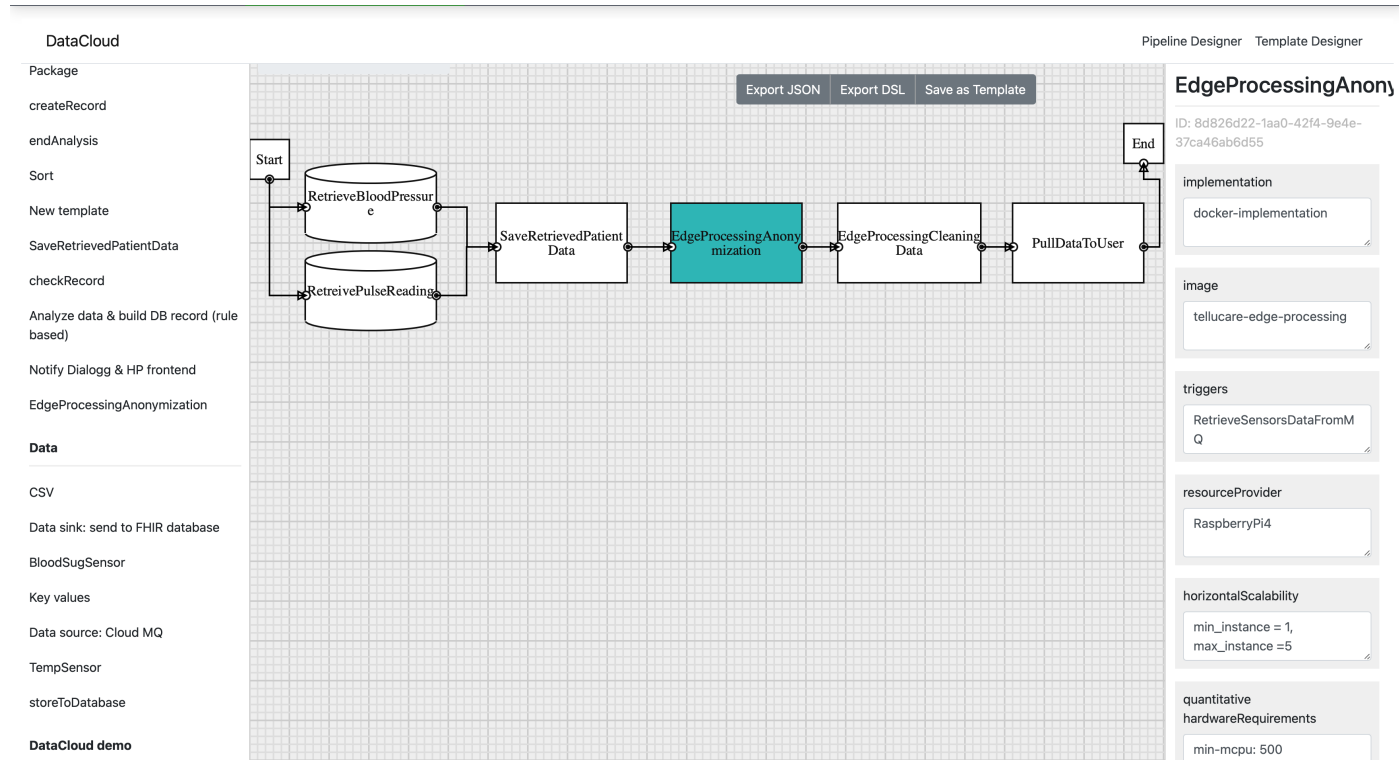 DataCloud
Pipeline Designer
Template Designer
Package
createRecord
endAnalysis
Sort
New template
SaveRetrievedPatientData
checkRecord
Analyze data & build DB record (rule
based)
Notify Dialogg & HP frontend
EdgeProcessingAnonymization
Data
CSV
Data sink: send to FHIR database
BloodSugSensor
Key values
Data source: Cloud MQ
TempSensor
storeToDatabase
DataCloud demo
Export JSON
Export DSL
Save as Template
Start
RetrieveBloodPressur
e
RetreivePulseReading
SaveRetrievedPatient
Data
EdgeProcessingAnony
mization
EdgeProcessingCleaning
Data
PullDataToUser
End
EdgeProcessingAnony
ID: 8d826d22-1aa0-42f4-9e4e-
37ca46ab6d55
implementation
docker-implementation
image
tellucare-edge-processing
triggers
RetrieveSensorsDataFromM
Q
resourceProvider
RaspberryPi4
horizontalScalability
min_instance = 1,
max_instance =5
quantitative
hardwareRequirements
min-mcpu: 500